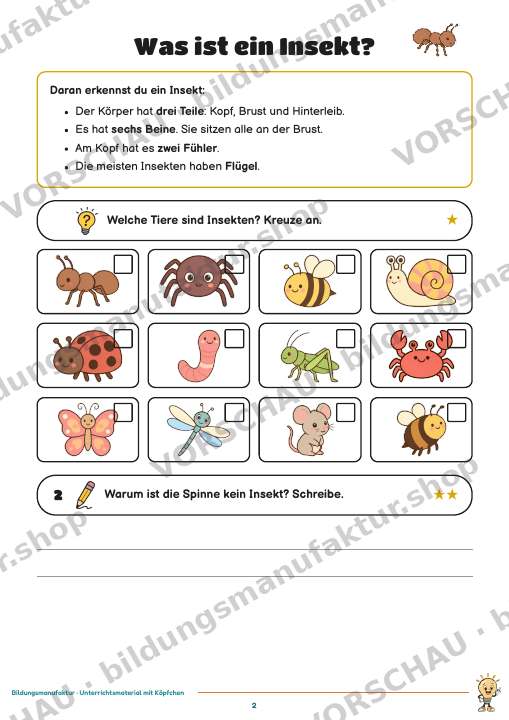 Was ist ein Insekt?
Daran erkennst du ein Insekt:
• Der Körper hat drei Teile: Kopf, Brust und Hinterleib.
• Es hat sechs Beine. Sie sitzen alle an der Brust.
• Am Kopf hat es zwei Fühler.
• Die meisten Insekten haben Flügel.
Welche Tiere sind Insekten? Kreuze an.
2 Warum ist die Spinne kein Insekt? Schreibe.
Bildungsmanufaktur · Unterrichtsmaterial mit Köpfchen
2
VORSCHAU · bildungsmanufaktur.shop